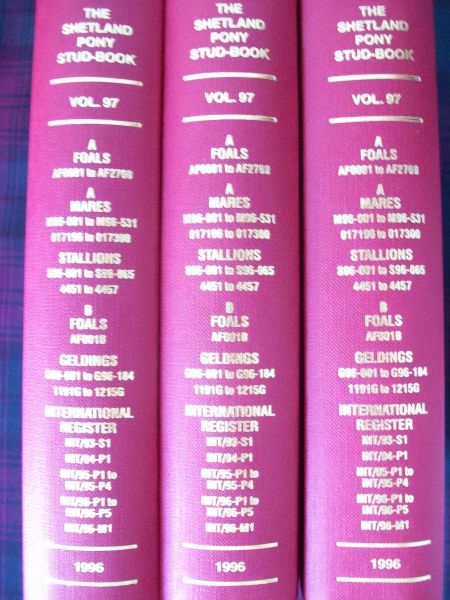 THE
SHETLAND
PONY
STUD-BOOK
VOL. 97
A
FOALS
AF0001 to AF2768
A
MARES
M96-001 to M96-531
017196 to 017300
STALLIONS
S96-001 to S96-065
4451 to 4457
B
FOALS
AF001B
GELDINGS
G96-001 to G96-184
1191G to 1215G
INTERNATIONAL
REGISTER
INT/93-S1
INT/94-P1
INT/95-P1 to
INT/95-P4
INT/96-P1 to
INT/96-P5
INT/96-M1
1996
THE
SHETLAND
PONY
STUD-BOOK
VOL. 97
A
FOALS
AF0001 to AF2768
A
MARES
M96-001 to M96-531
017196 to 017300
STALLIONS
S96-001 to S96-065
4451 to 4457
B
FOALS
AF001B
GELDINGS
G96-001 to G96-184
1191G to 1215G
INTERNATIONAL
REGISTER
INT/93-S1
INT/94-P1
INT/95-P1 to
INT/95-P4
INT/96-P1 to
INT/96-P5
INT/96-M1
1996
THE
SHETLAND
PONY
STUD-BOOK
VOL. 97
A
FOALS
AF0001 to AF2768
A
MARES
M96-001 to M96-531
017196 to 017300
STALLIONS
S96-001 to S96-065
4451 to 4457
B
FOALS
AF001B
GELDINGS
G96-001 to G96-184
1191G to 1215G
INTERNATIONAL
REGISTER
INT/93-S1
INT/94-P1
INT/95-P1 to
INT/95-P4
INT/96-P1 to
INT/96-P5
INT/96-M1
1996